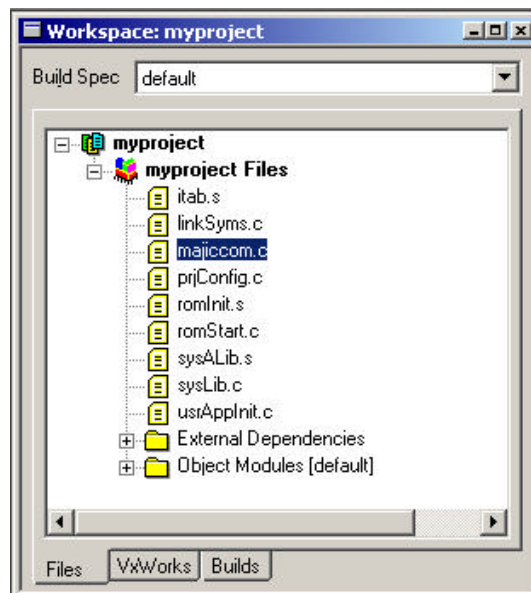 Workspace: myproject
Build Spec default
myproject
myproject Files
itab.s
linkSyms.c
majiccom.c
prjConfig.c
romInit.s
romStart.c
sysALib.s
sysLib.c
usrAppInit.c
External Dependencies
Object Modules [default]
Files VxWorks Builds